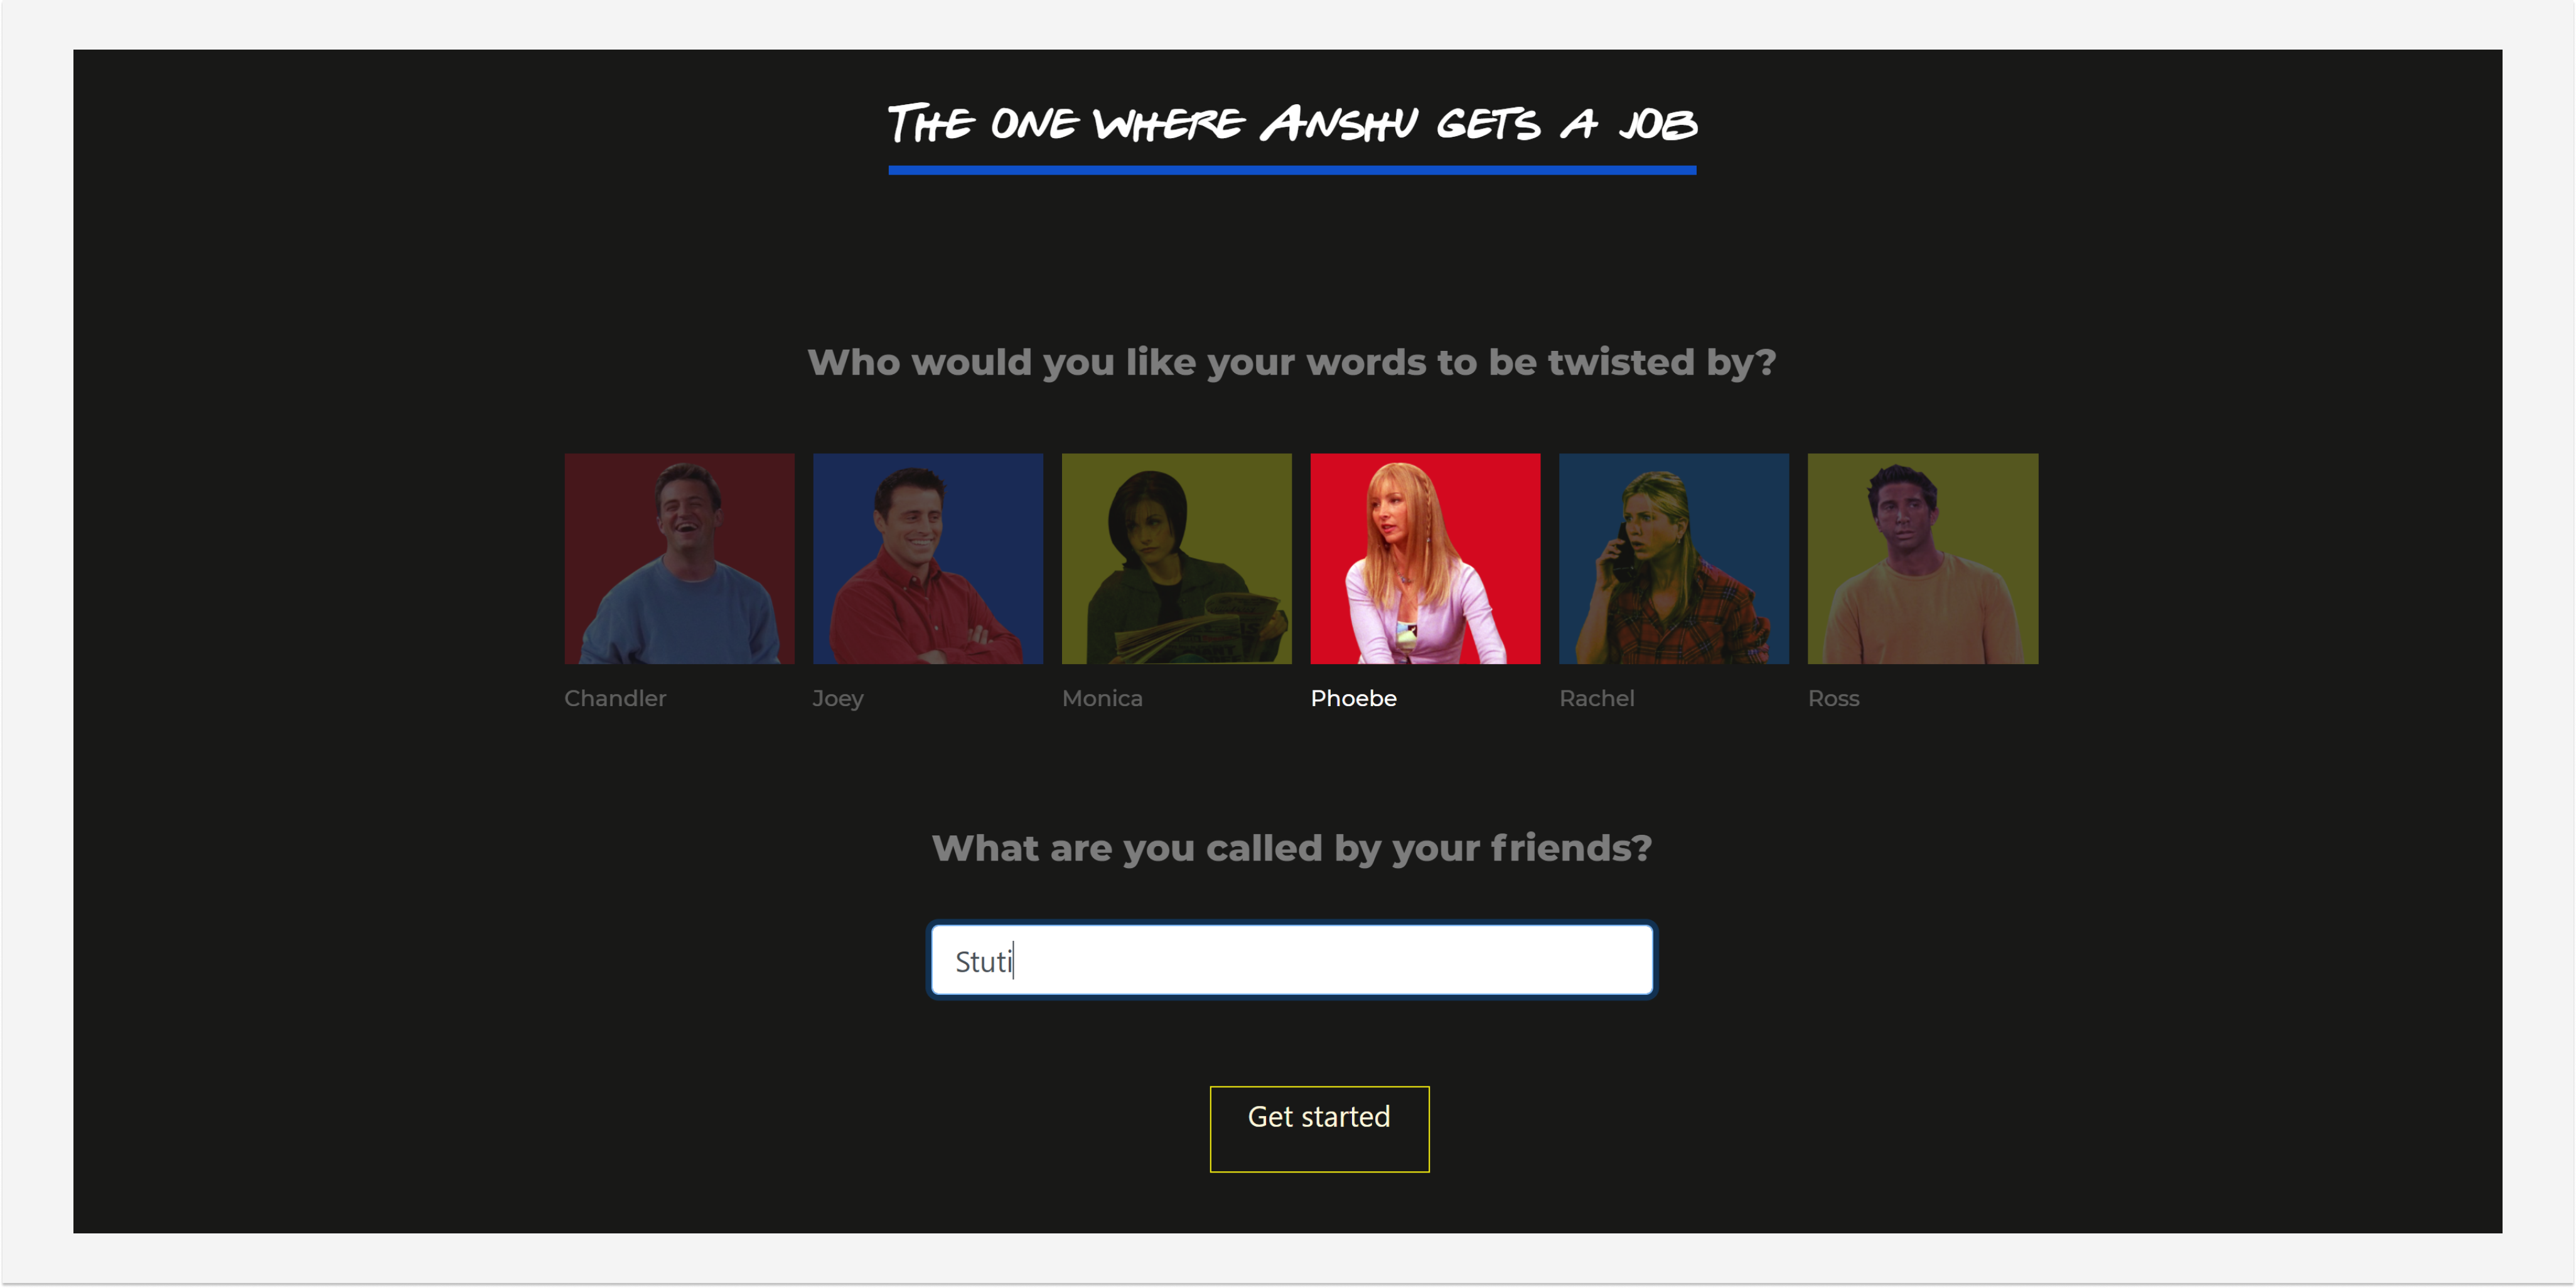 The one where Anshu gets a job
Who would you like your words to be twisted by?
Chandler Joey Monica Phoebe Rachel Ross
What are you called by your friends?
Stuti
Get started